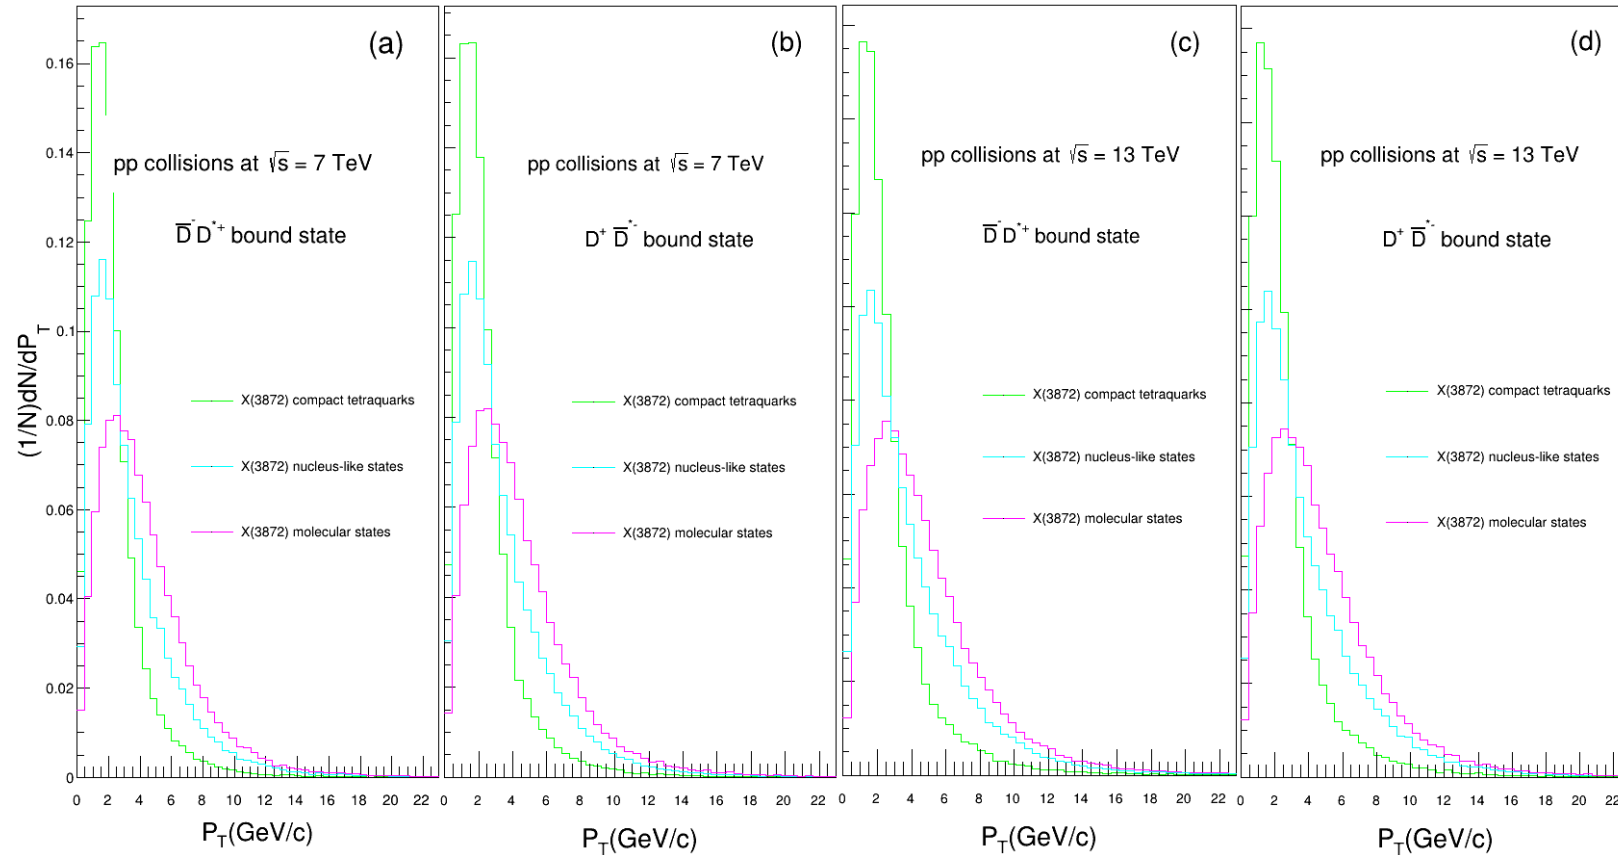 (a)
pp collisions at √s = 7 TeV
D̅⁻ D*⁺ bound state
X(3872) compact tetraquarks
X(3872) nucleus-like states
X(3872) molecular states
(1/N)dN/dP_T
0.16
0.14
0.12
0.1
0.08
0.06
0.04
0.02
0
0 2 4 6 8 10 12 14 16 18 20 22
P_T(GeV/c)
(b)
pp collisions at √s = 7 TeV
D⁺ D̅*⁻ bound state
X(3872) compact tetraquarks
X(3872) nucleus-like states
X(3872) molecular states
0 2 4 6 8 10 12 14 16 18 20 22
P_T(GeV/c)
(c)
pp collisions at √s = 13 TeV
D̅⁻ D*⁺ bound state
X(3872) compact tetraquarks
X(3872) nucleus-like states
X(3872) molecular states
0 2 4 6 8 10 12 14 16 18 20 22
P_T(GeV/c)
(d)
pp collisions at √s = 13 TeV
D⁺ D̅*⁻ bound state
X(3872) compact tetraquarks
X(3872) nucleus-like states
X(3872) molecular states
0 2 4 6 8 10 12 14 16 18 20 22
P_T(GeV/c)